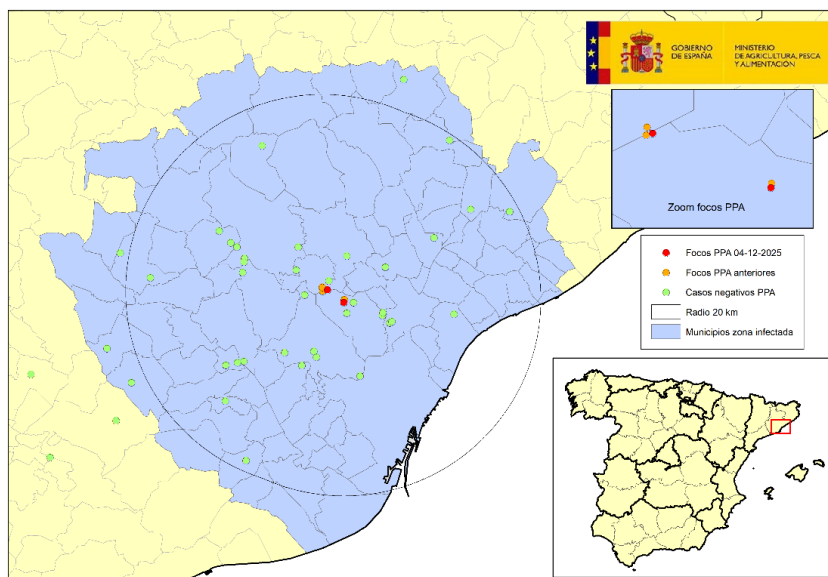 GOBIERNO
DE ESPAÑA
MINISTERIO
DE AGRICULTURA, PESCA
Y ALIMENTACIÓN
Zoom focos PPA
Focos PPA 04-12-2025
Focos PPA anteriores
Casos negativos PPA
Radio 20 km
Municipios zona infectada